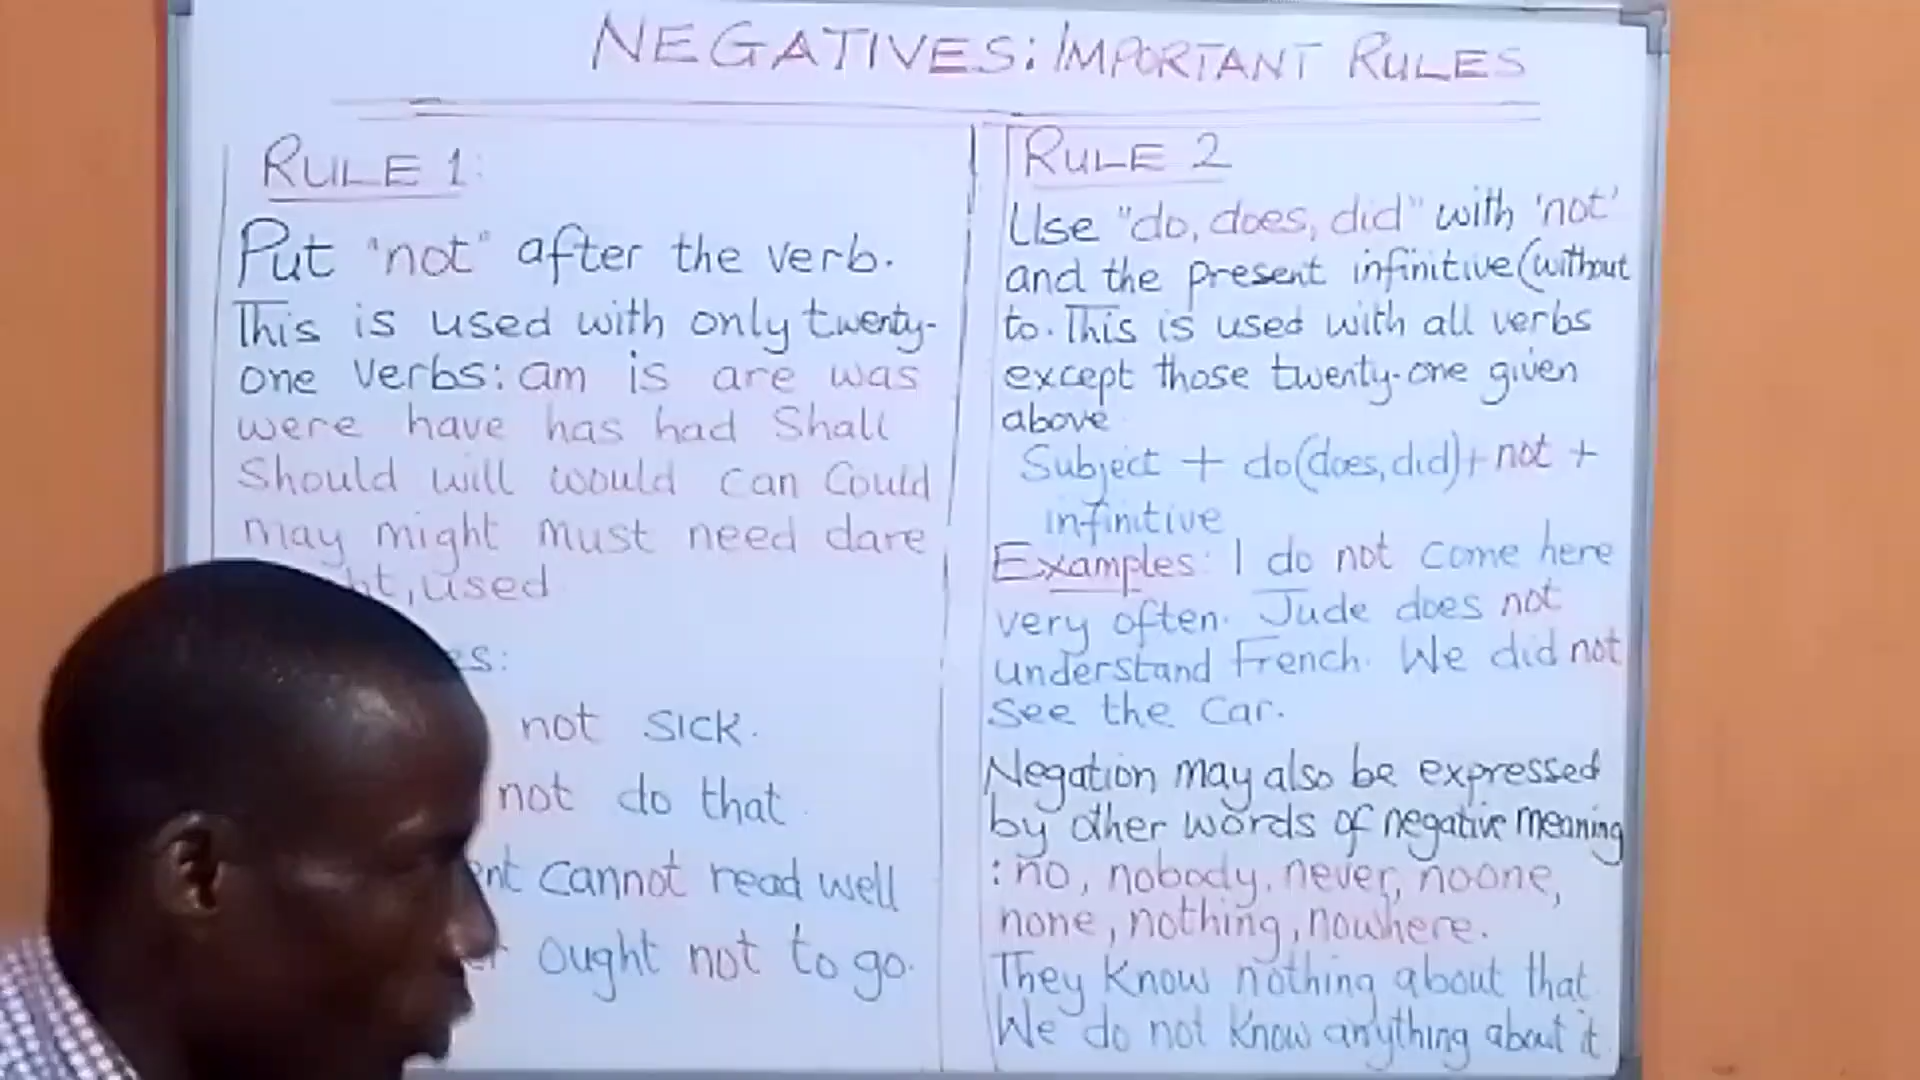 NEGATIVES: IMPORTANT RULES
RULE 1:
Put "not" after the verb.
This is used with only twenty-
one verbs: am is are was
were have has had Shall
Should will would can Could
may might must need dare
used
not sick.
not do that
cannot read well
ought not to go.
RULE 2
Use "do, does, did" with 'not'
and the present infinitive (without
to. This is used with all verbs
except those twenty-one given
above
Subject + do(does, did) + not +
infinitive
Examples: I do not come here
very often. Jude does not
understand French. We did not
see the car.
Negation may also be expressed
by other words of negative meaning
: no, nobody, never, noone,
none, nothing, nowhere.
They know nothing about that
We do not know anything about it